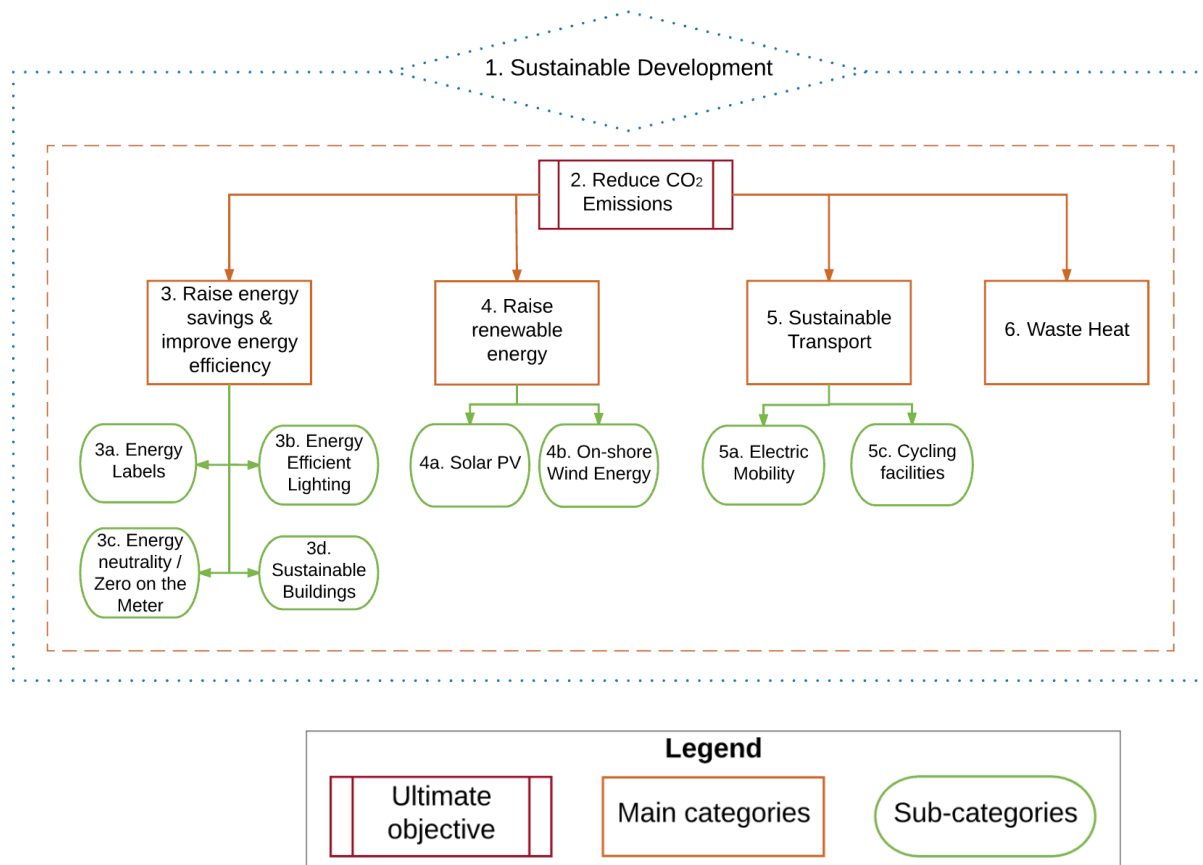 1. Sustainable Development
2. Reduce CO₂
Emissions
3. Raise energy
savings &
improve energy
efficiency
4. Raise
renewable
energy
5. Sustainable
Transport
6. Waste Heat
3a. Energy
Labels
3b. Energy
Efficient
Lighting
4a. Solar PV
4b. On-shore
Wind Energy
5a. Electric
Mobility
5c. Cycling
facilities
3c. Energy
neutrality /
Zero on the
Meter
3d.
Sustainable
Buildings
Legend
Ultimate
objective
Main categories
Sub-categories